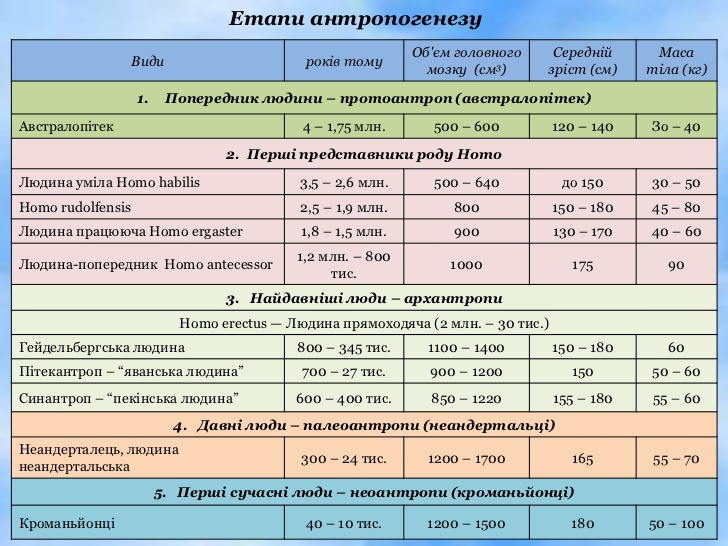 Етапи антропогенезу
Види
років тому
Об'єм головного
мозку (см³)
Середній
зріст (см)
Маса
тіла (кг)
1. Попередник людини – протоантроп (австралопітек)
Австралопітек
4 – 1,75 млн.
500 – 600
120 – 140
Зо – 40
2. Перші представники роду Homo
Людина уміла Homo habilis
3,5 – 2,6 млн.
500 – 640
до 150
30 – 50
Homo rudolfensis
2,5 – 1,9 млн.
800
150 – 180
45 – 80
Людина працююча Homo ergaster
1,8 – 1,5 млн.
900
130 – 170
40 – 60
Людина-попередник Homo antecessor
1,2 млн. – 800
тис.
1000
175
90
3. Найдавніші люди – архантропи
Homo erectus — Людина прямоходяча (2 млн. – 30 тис.)
Гейдельбергська людина
800 – 345 тис.
1100 – 1400
150 – 180
60
Пітекантроп – “яванська людина”
700 – 27 тис.
900 – 1200
150
50 – 60
Синантроп – “пекінська людина”
600 – 400 тис.
850 – 1220
155 – 180
55 – 60
4. Давні люди – палеоантропи (неандертальці)
Неандерталець, людина
неандертальська
300 – 24 тис.
1200 – 1700
165
55 – 70
5. Перші сучасні люди – неоантропи (кроманьйонці)
Кроманьйонці
40 – 10 тис.
1200 – 1500
180
50 – 100